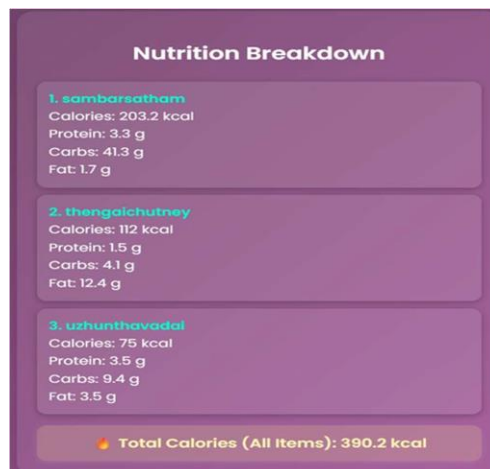 Nutrition Breakdown
1. sambarsatham
Calories: 203.2 kcal
Protein: 3.3 g
Carbs: 41.3 g
Fat: 1.7 g
2. thengaichutney
Calories: 112 kcal
Protein: 1.5 g
Carbs: 4.1 g
Fat: 12.4 g
3. uzhunthavadai
Calories: 75 kcal
Protein: 3.5 g
Carbs: 9.4 g
Fat: 3.5 g
🔥 Total Calories (All Items): 390.2 kcal